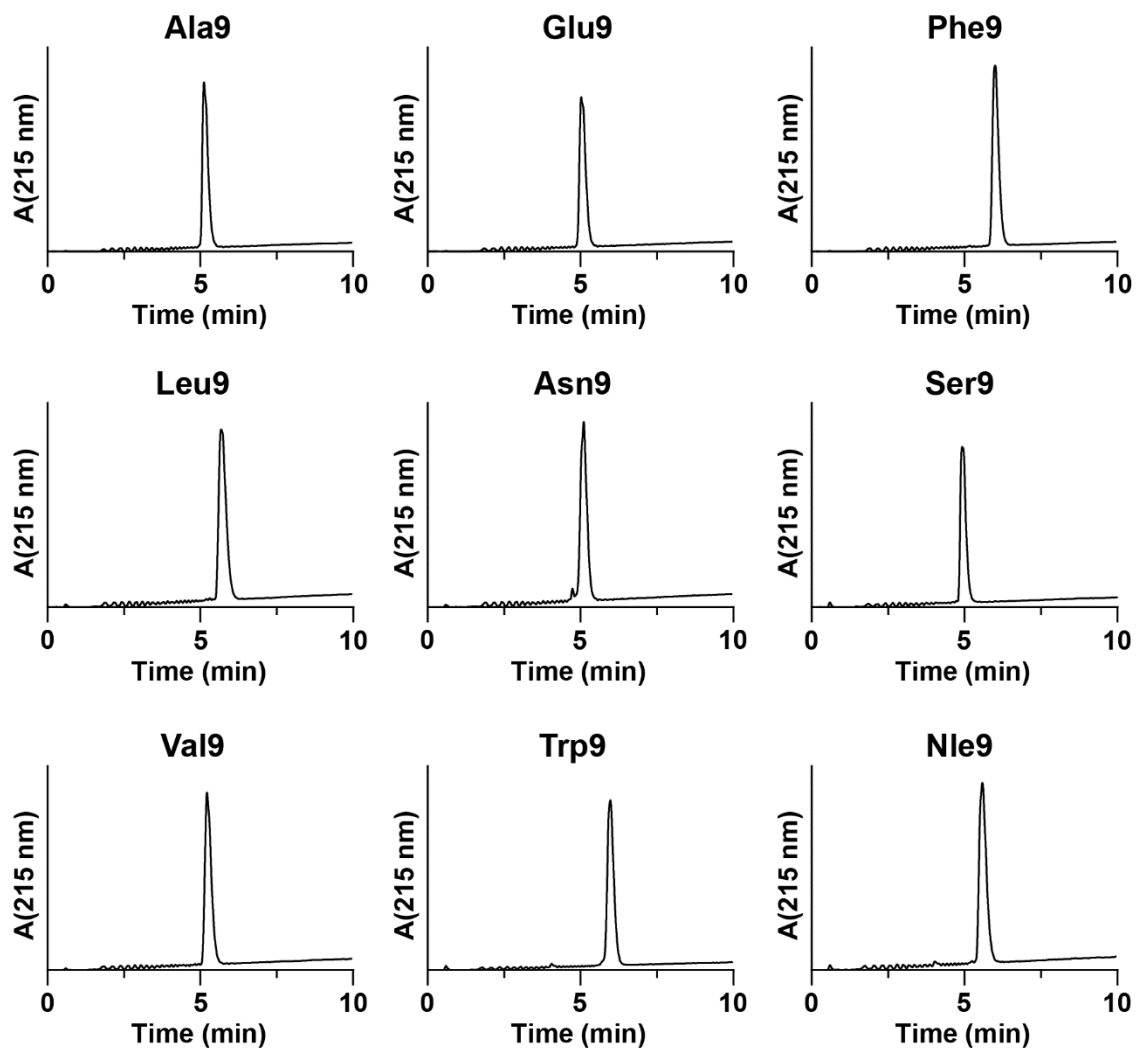 Ala9
Glu9
Phe9
A(215 nm)
A(215 nm)
A(215 nm)
0 5 10
0 5 10
0 5 10
Time (min)
Time (min)
Time (min)
Leu9
Asn9
Ser9
A(215 nm)
A(215 nm)
A(215 nm)
0 5 10
0 5 10
0 5 10
Time (min)
Time (min)
Time (min)
Val9
Trp9
Nle9
A(215 nm)
A(215 nm)
A(215 nm)
0 5 10
0 5 10
0 5 10
Time (min)
Time (min)
Time (min)